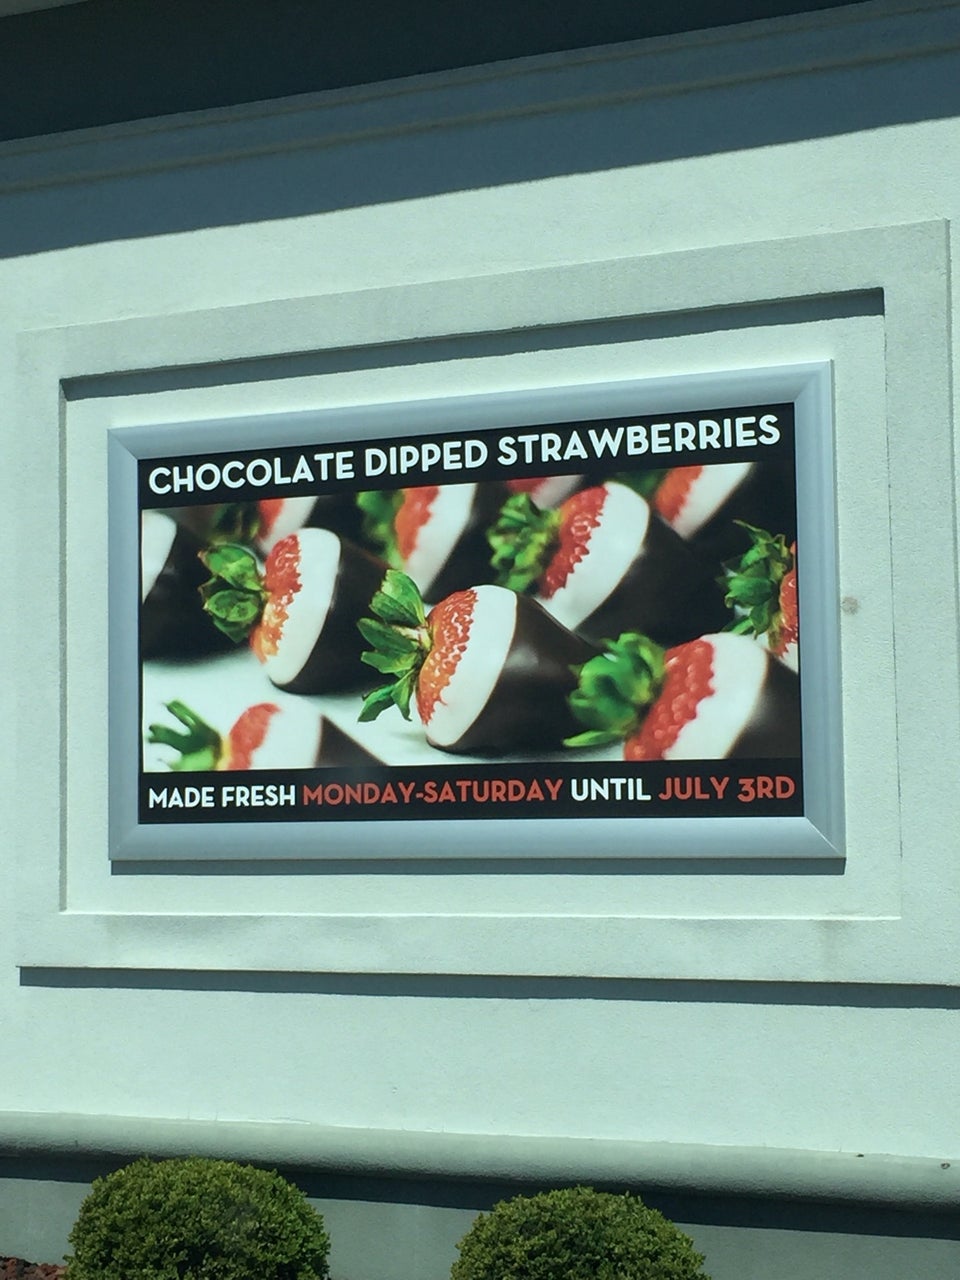 CHOCOLATE DIPPED STRAWBERRIES
MADE FRESH MONDAY-SATURDAY UNTIL JULY 3RD